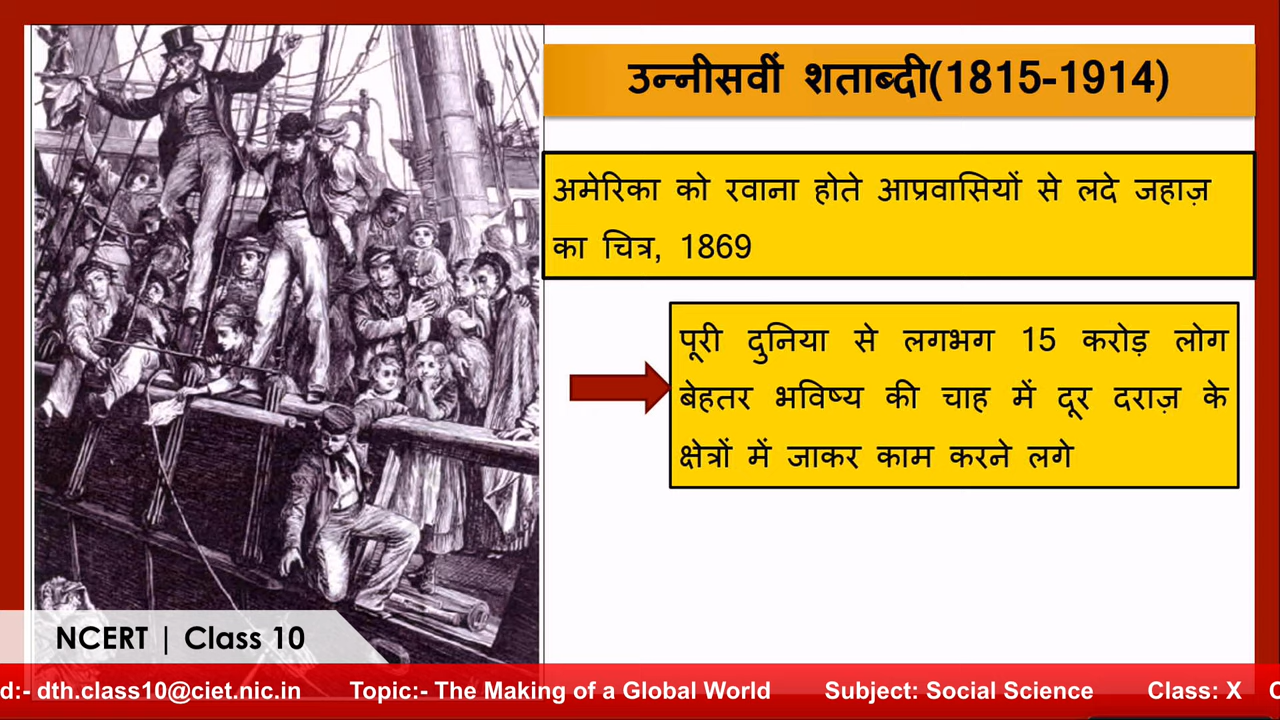 उन्नीसवीं शताब्दी(1815-1914)
अमेरिका को रवाना होते आप्रवासियों से लदे जहाज़
का चित्र, 1869
पूरी दुनिया से लगभग 15 करोड़ लोग
बेहतर भविष्य की चाह में दूर दराज़ के
क्षेत्रों में जाकर काम करने लगे
NCERT | Class 10
d:- dth.class10@ciet.nic.in Topic:- The Making of a Global World Subject: Social Science Class: X